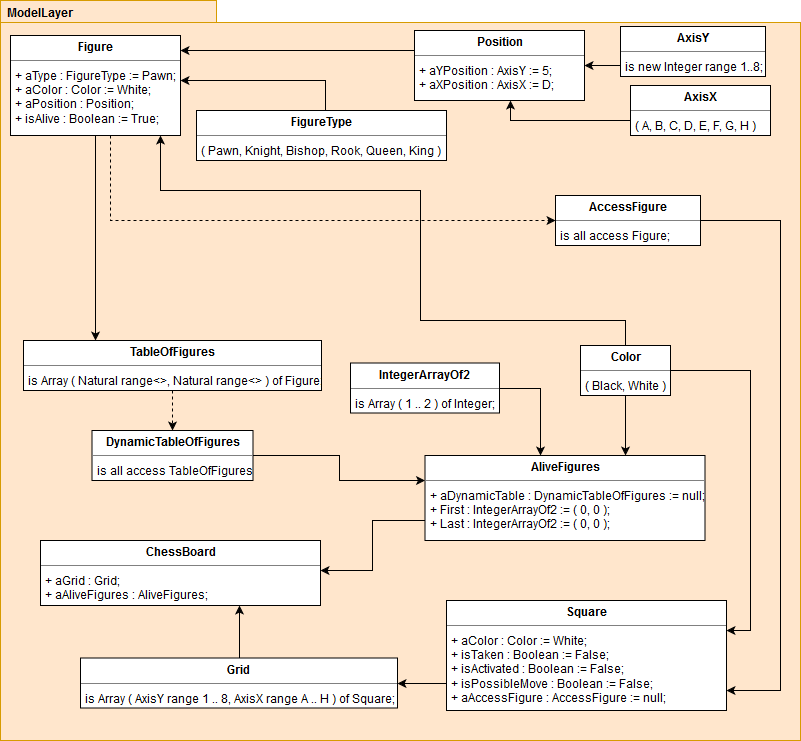 ModelLayer
Figure
+ aType : FigureType := Pawn;
+ aColor : Color := White;
+ aPosition : Position;
+ isAlive : Boolean := True;
Position
+ aYPosition : AxisY := 5;
+ aXPosition : AxisX := D;
AxisY
is new Integer range 1..8;
AxisX
( A, B, C, D, E, F, G, H )
FigureType
( Pawn, Knight, Bishop, Rook, Queen, King )
AccessFigure
is all access Figure;
TableOfFigures
is Array ( Natural range<>, Natural range<> ) of Figure
IntegerArrayOf2
is Array ( 1 .. 2 ) of Integer;
Color
( Black, White )
DynamicTableOfFigures
is all access TableOfFigures
AliveFigures
+ aDynamicTable : DynamicTableOfFigures := null;
+ First : IntegerArrayOf2 := ( 0, 0 );
+ Last : IntegerArrayOf2 := ( 0, 0 );
ChessBoard
+ aGrid : Grid;
+ aAliveFigures : AliveFigures;
Square
+ aColor : Color := White;
+ isTaken : Boolean := False;
+ isActivated : Boolean := False;
+ isPossibleMove : Boolean := False;
+ aAccessFigure : AccessFigure := null;
Grid
is Array ( AxisY range 1 .. 8, AxisX range A .. H ) of Square;